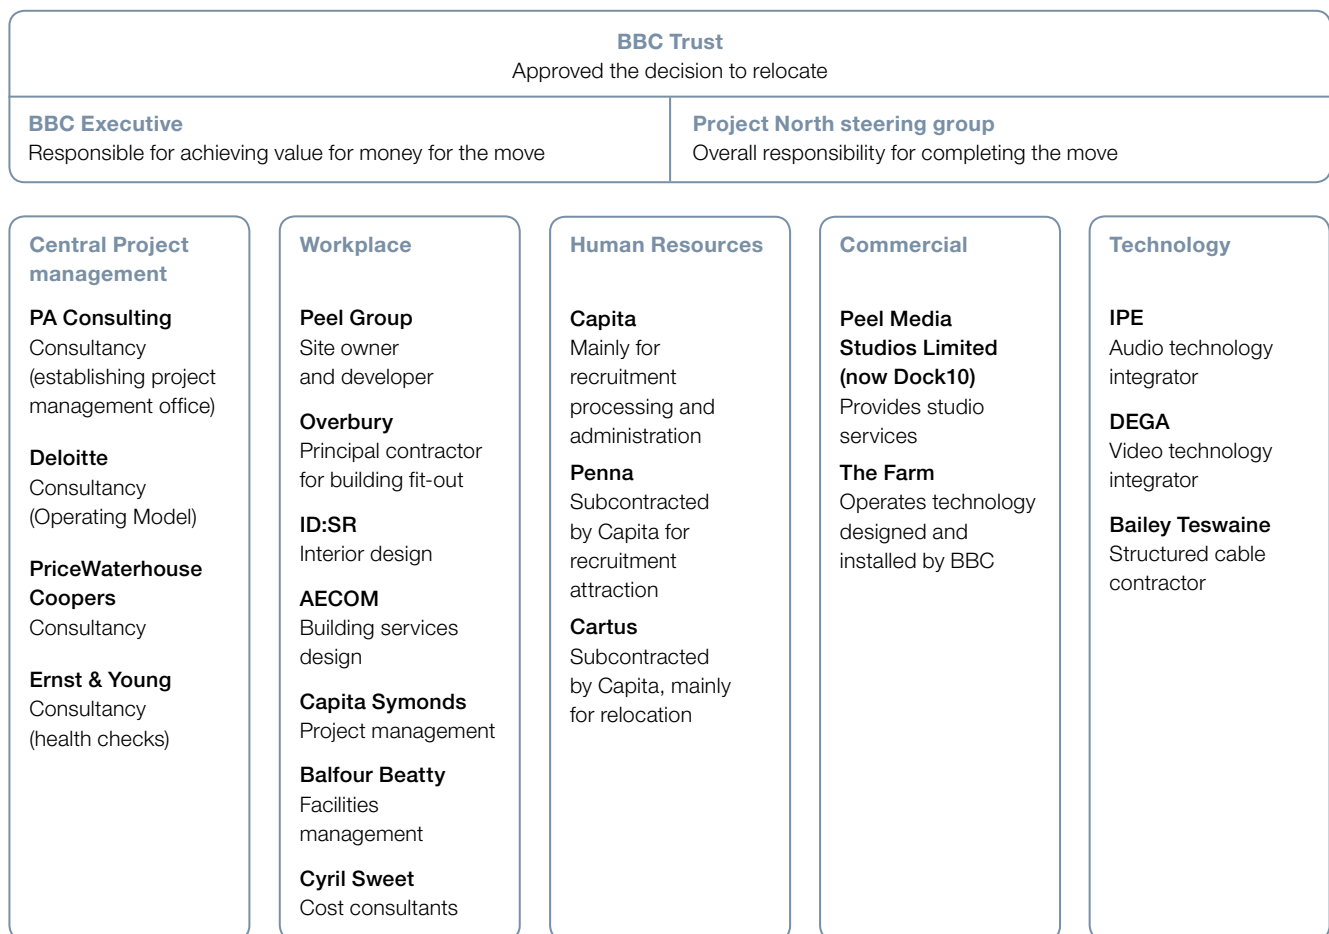 BBC Trust
Approved the decision to relocate
BBC Executive
Responsible for achieving value for money for the move
Project North steering group
Overall responsibility for completing the move
Central Project
management
PA Consulting
Consultancy
(establishing project
management office)
Deloitte
Consultancy
(Operating Model)
PriceWaterhouse
Coopers
Consultancy
Ernst & Young
Consultancy
(health checks)
Workplace
Peel Group
Site owner
and developer
Overbury
Principal contractor
for building fit-out
ID:SR
Interior design
AECOM
Building services
design
Capita Symonds
Project management
Balfour Beatty
Facilities
management
Cyril Sweet
Cost consultants
Human Resources
Capita
Mainly for
recruitment
processing and
administration
Penna
Subcontracted
by Capita for
recruitment
attraction
Cartus
Subcontracted
by Capita, mainly
for relocation
Commercial
Peel Media
Studios Limited
(now Dock10)
Provides studio
services
The Farm
Operates technology
designed and
installed by BBC
Technology
IPE
Audio technology
integrator
DEGA
Video technology
integrator
Bailey Teswaine
Structured cable
contractor